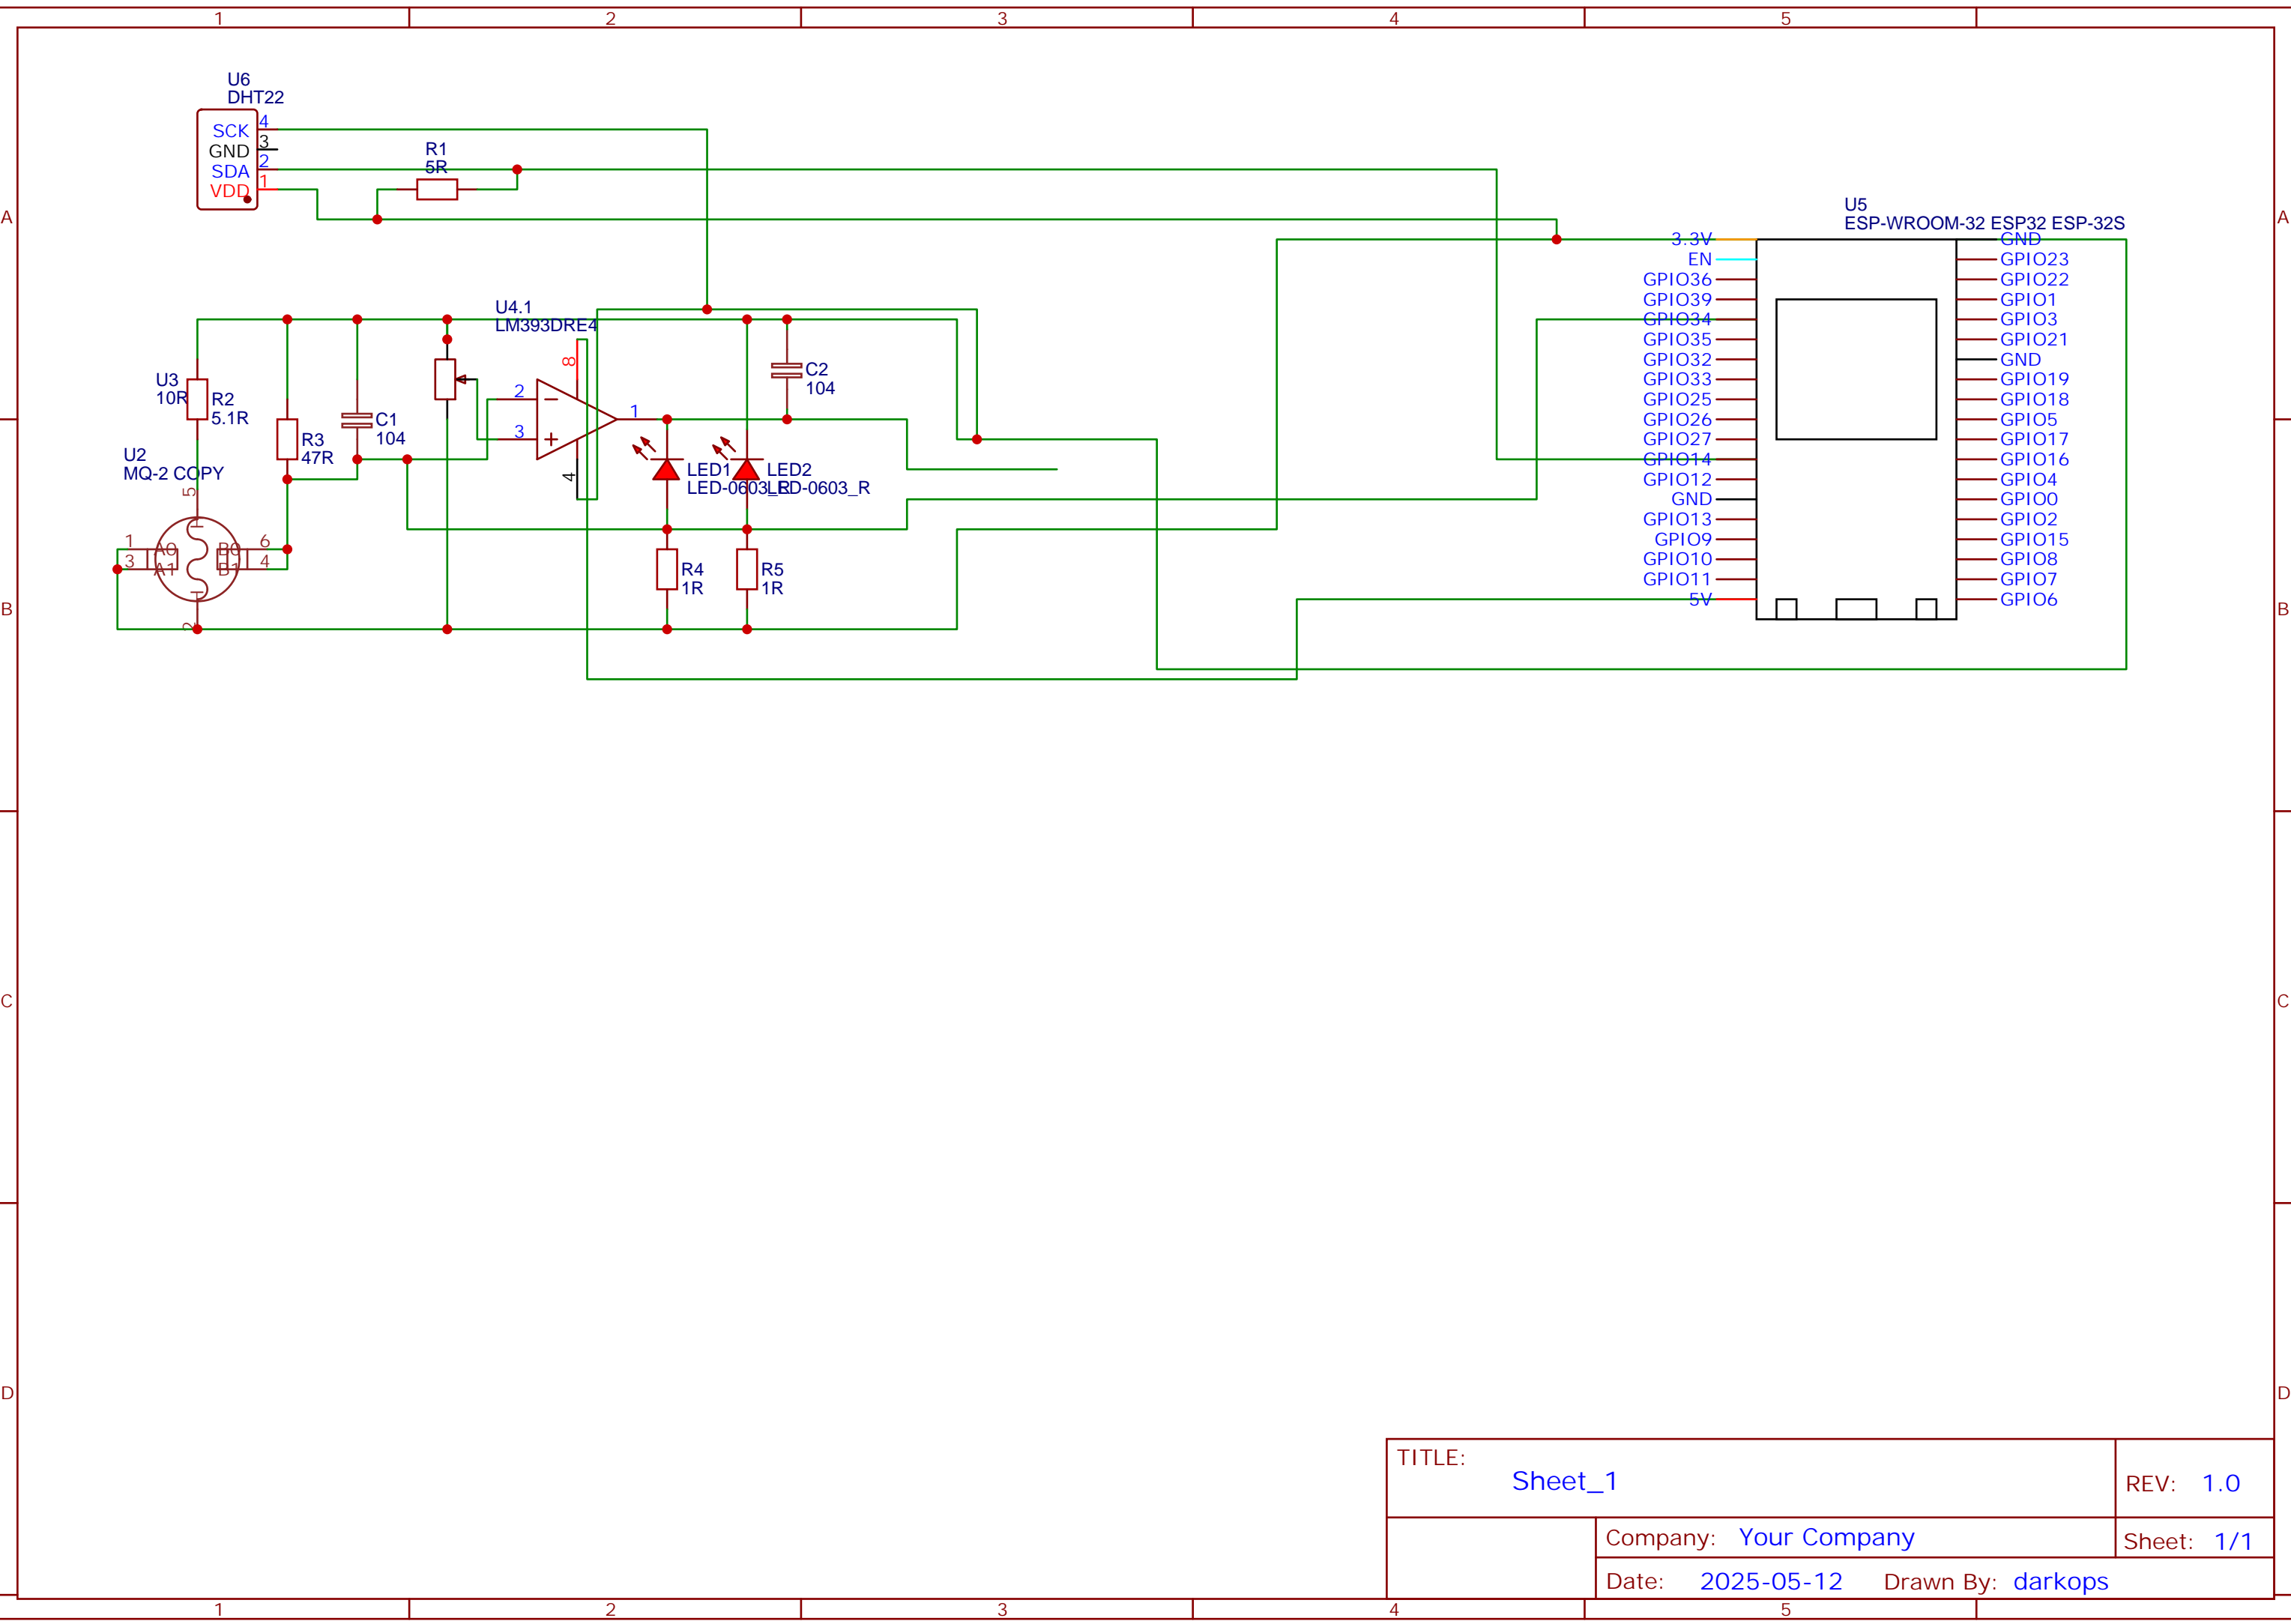 1 2 3 4 5
U6
DHT22
SCK 4
GND 3
SDA 2
VDD 1
R1
5R
A
A
U5
ESP-WROOM-32 ESP32 ESP-32S
3.3V GND
EN GPIO23
GPIO36 GPIO22
GPIO39 GPIO1
GPIO34 GPIO3
GPIO35 GPIO21
GPIO32 GND
GPIO33 GPIO19
GPIO25 GPIO18
GPIO26 GPIO5
GPIO27 GPIO17
GPIO14 GPIO16
GPIO12 GPIO4
GND GPIO0
GPIO13 GPIO2
GPIO9 GPIO15
GPIO10 GPIO8
GPIO11 GPIO7
5V GPIO6
U4.1
LM393DRE4
8
2
3
1
4
U3
10R
R2
5.1R
R3
47R
C1
104
C2
104
U2
MQ-2 COPY
5
1 A0 B0 6
3 A1 B1 4
2
LED1
LED-0603_R
LED2
LED-0603_R
R4
1R
R5
1R
B
B
C
C
D
D
TITLE:
Sheet_1
REV: 1.0
Company: Your Company
Sheet: 1/1
Date: 2025-05-12 Drawn By: darkops
1 2 3 4 5